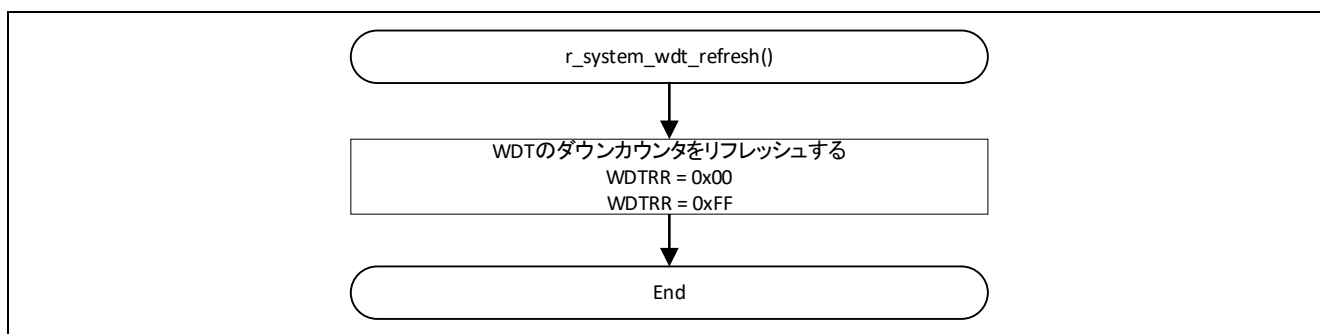 r_system_wdt_refresh()
WDTのダウンカウンタをリフレッシュする
WDTRR = 0x00
WDTRR = 0xFF
End